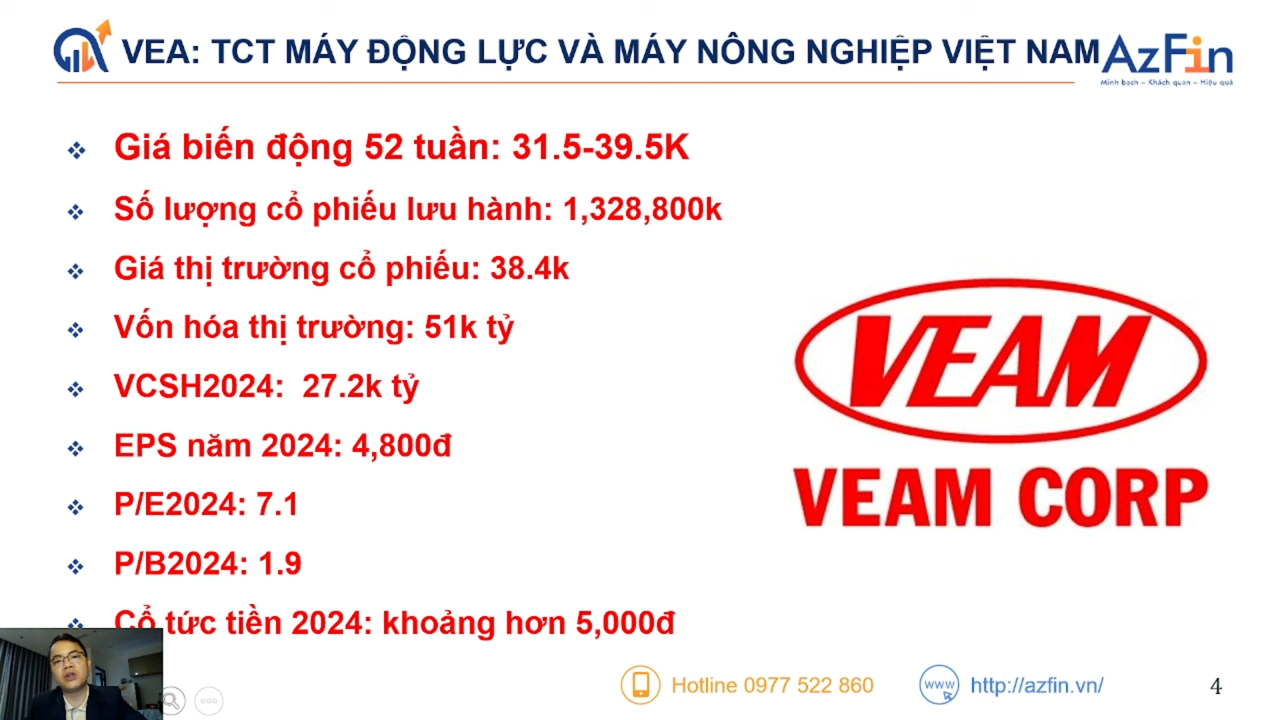 VEA: TCT MÁY ĐỘNG LỰC VÀ MÁY NÔNG NGHIỆP VIỆT NAM
AzFin
Minh bạch – Khách quan – Hiệu quả
Giá biến động 52 tuần: 31.5-39.5K
Số lượng cổ phiếu lưu hành: 1,328,800k
Giá thị trường cổ phiếu: 38.4k
Vốn hóa thị trường: 51k tỷ
VCSH2024: 27.2k tỷ
EPS năm 2024: 4,800đ
P/E2024: 7.1
P/B2024: 1.9
Cổ tức tiền 2024: khoảng hơn 5,000đ
VEAM
VEAM CORP
Hotline 0977 522 860
www
http://azfin.vn/
4